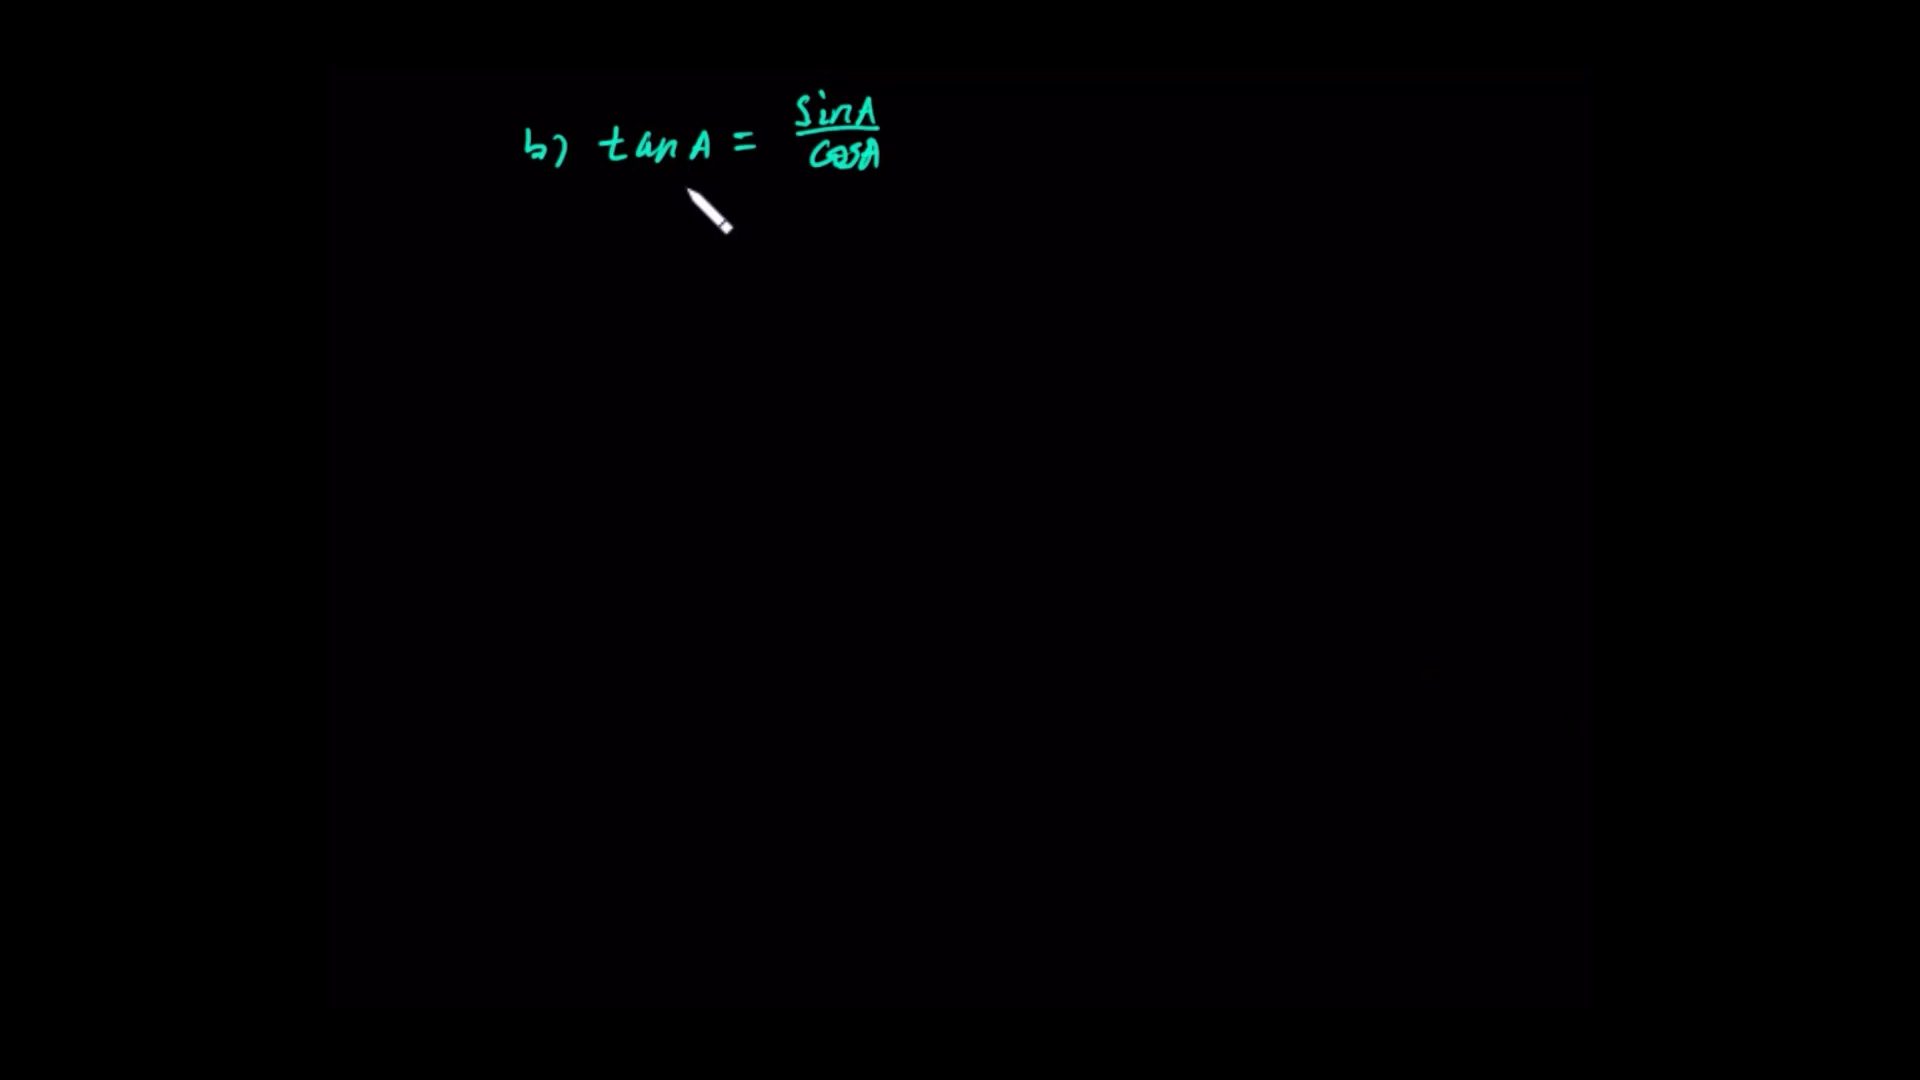 b) tan A = sinA/cosA